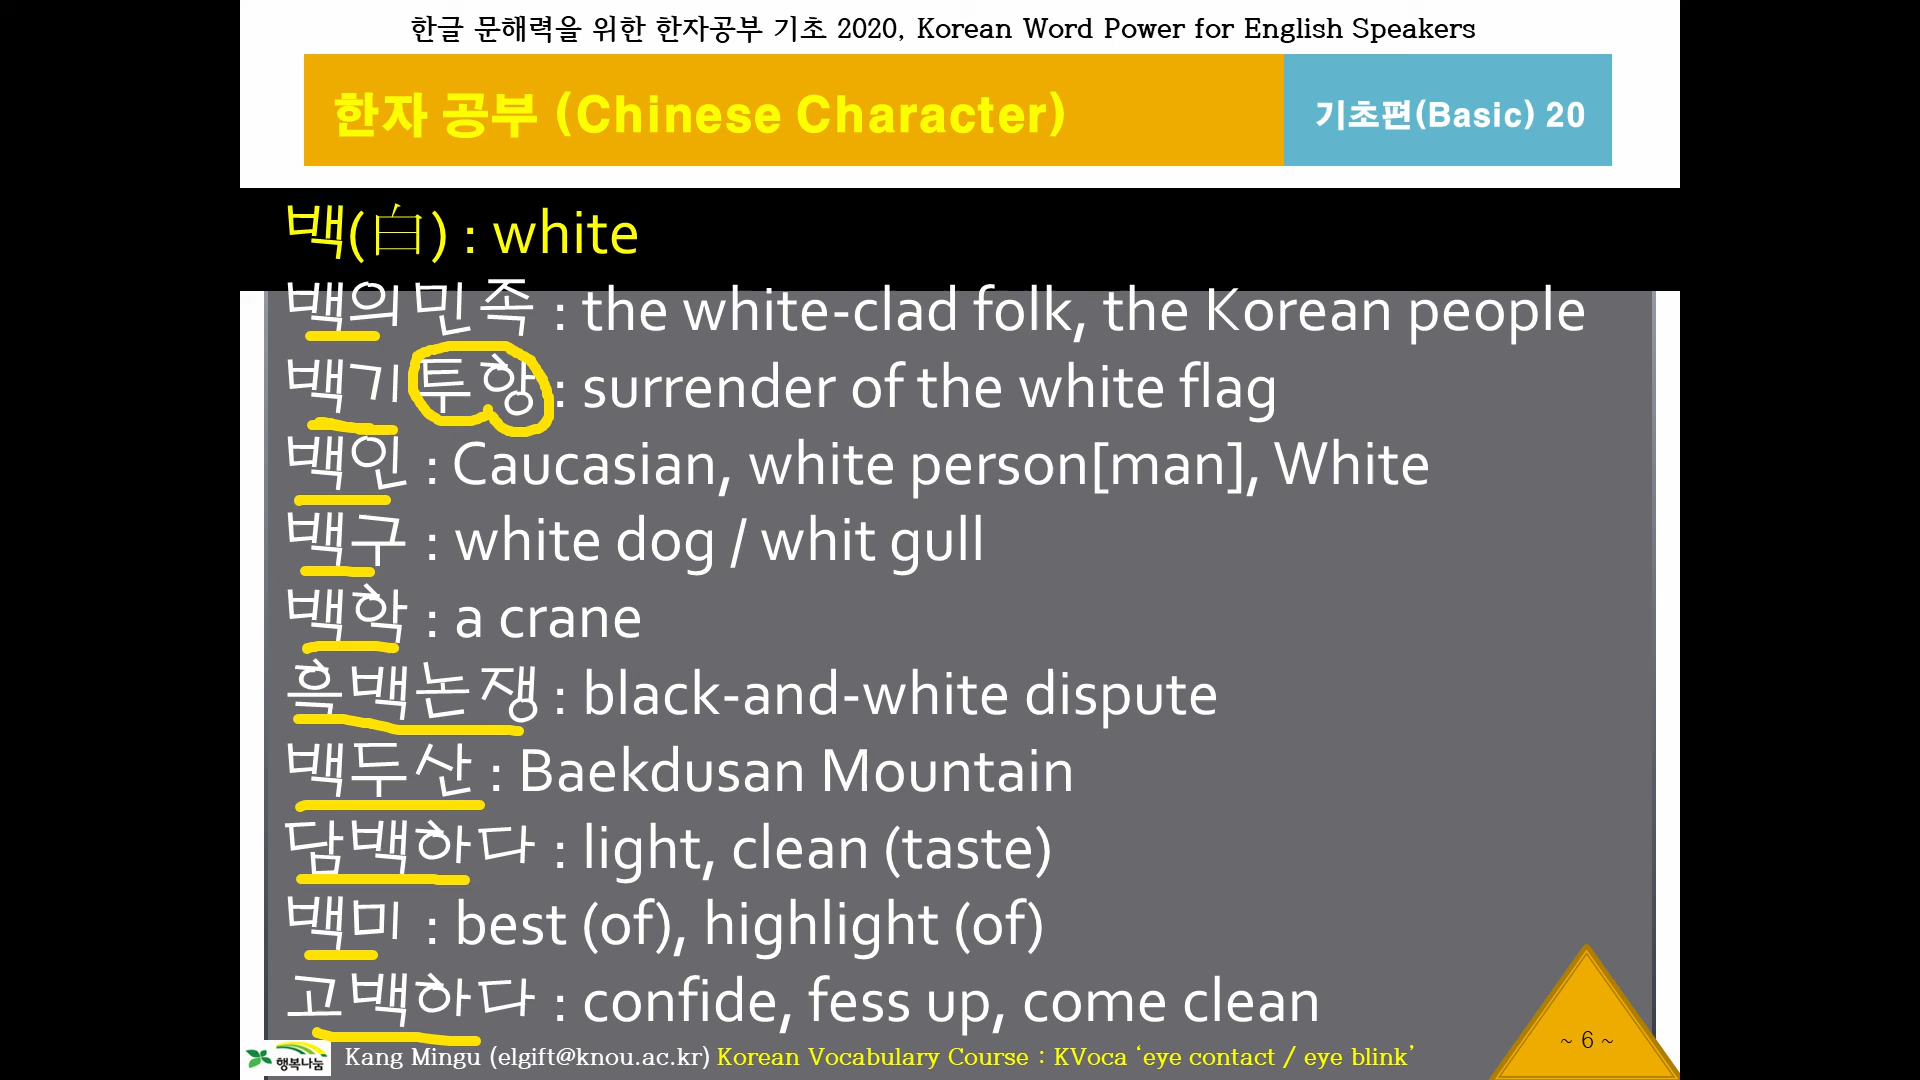 한글 문해력을 위한 한자공부 기초 2020, Korean Word Power for English Speakers
한자 공부 (Chinese Character)
기초편(Basic) 20
백(白) : white
백의민족 : the white-clad folk, the Korean people
백기투항 : surrender of the white flag
백인 : Caucasian, white person[man], White
백구 : white dog / whit gull
백학 : a crane
흑백논쟁 : black-and-white dispute
백두산 : Baekdusan Mountain
담백하다 : light, clean (taste)
백미 : best (of), highlight (of)
고백하다 : confide, fess up, come clean
~ 6 ~
행복나눔
Kang Mingu (elgift@knou.ac.kr) Korean Vocabulary Course : KVoca ‘eye contact / eye blink’